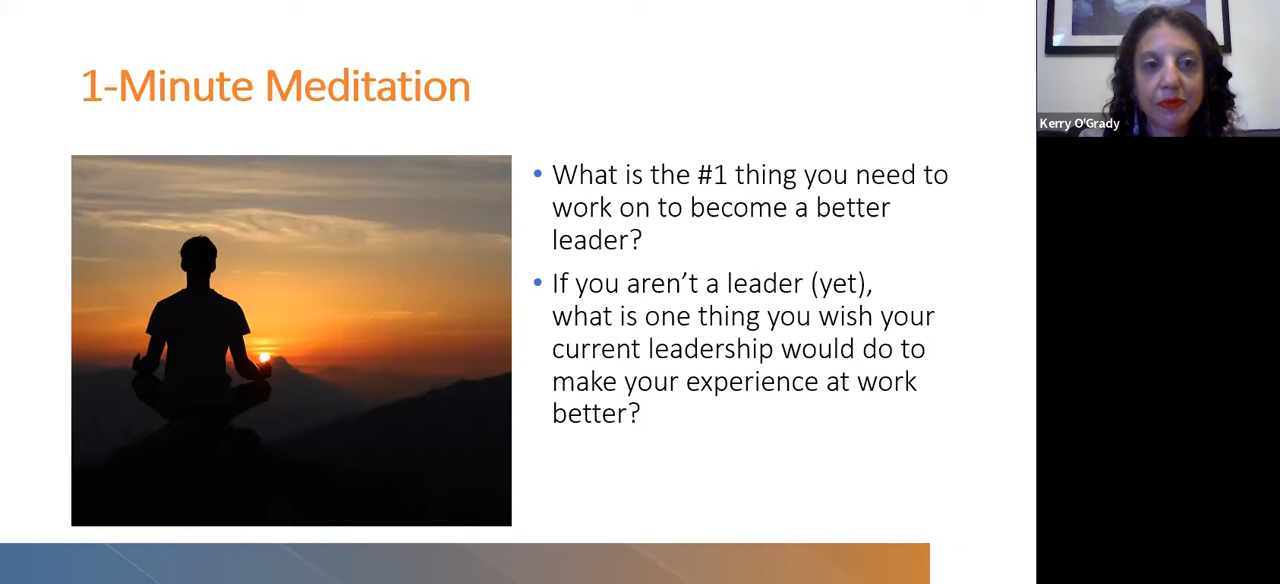 1-Minute Meditation
• What is the #1 thing you need to
work on to become a better
leader?
• If you aren’t a leader (yet),
what is one thing you wish your
current leadership would do to
make your experience at work
better?
Kerry O'Grady